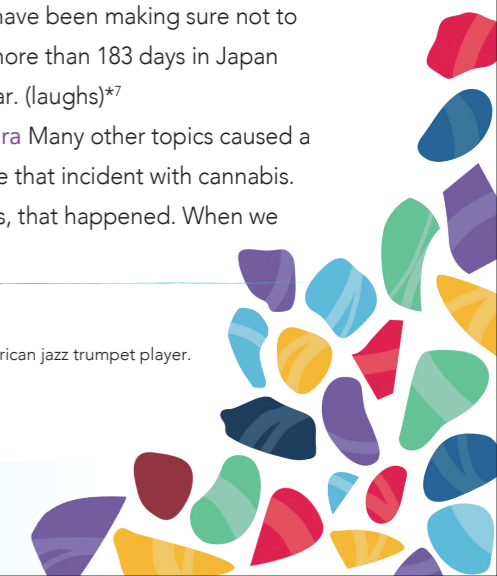 have been making sure not to
more than 183 days in Japan
ar. (laughs)*7
ra Many other topics caused a
e that incident with cannabis.
s, that happened. When we
rican jazz trumpet player.